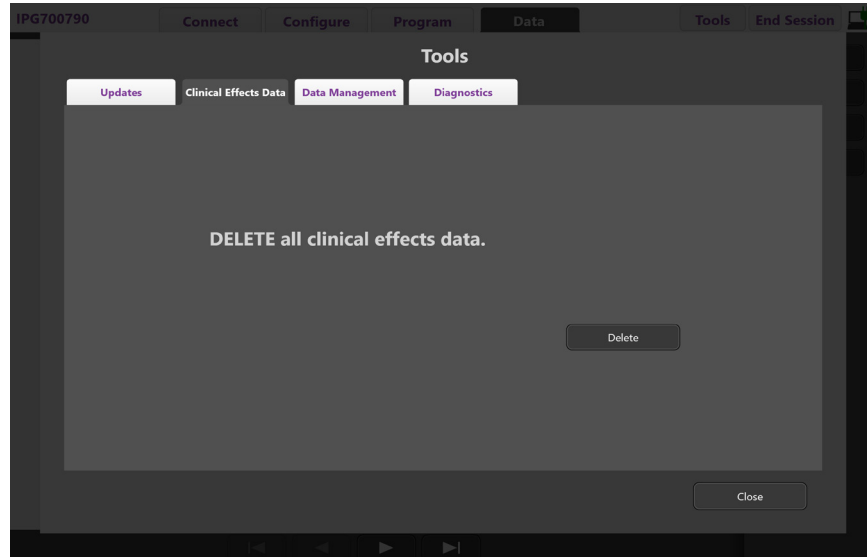 IPG700790 Connect Configure Program Data Tools End Session
Tools
Updates Clinical Effects Data Data Management Diagnostics
DELETE all clinical effects data.
Delete
Close